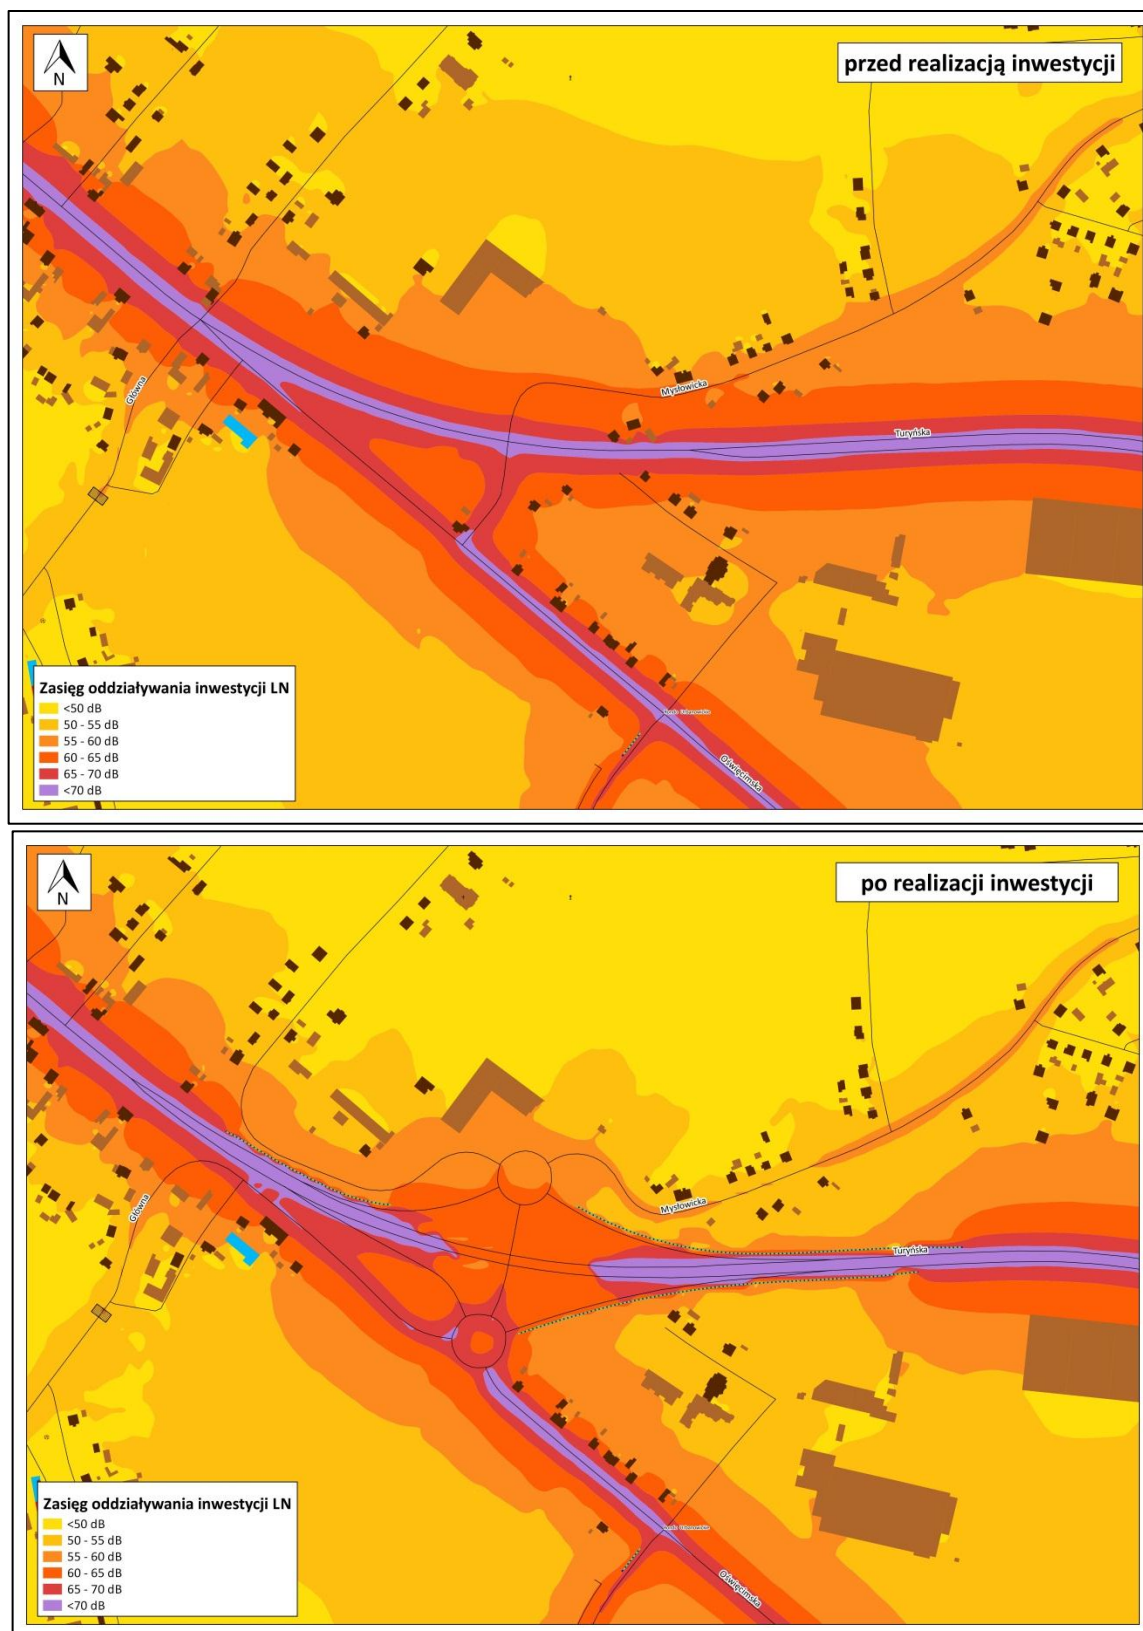 przed realizacją inwestycji
N
Mysłowicka
Główna
Turyńska
Oświęcimska
Zasięg oddziaływania inwestycji LN
<50 dB
50 - 55 dB
55 - 60 dB
60 - 65 dB
65 - 70 dB
<70 dB
po realizacji inwestycji
N
Mysłowicka
Główna
Turyńska
Oświęcimska
Zasięg oddziaływania inwestycji LN
<50 dB
50 - 55 dB
55 - 60 dB
60 - 65 dB
65 - 70 dB
<70 dB